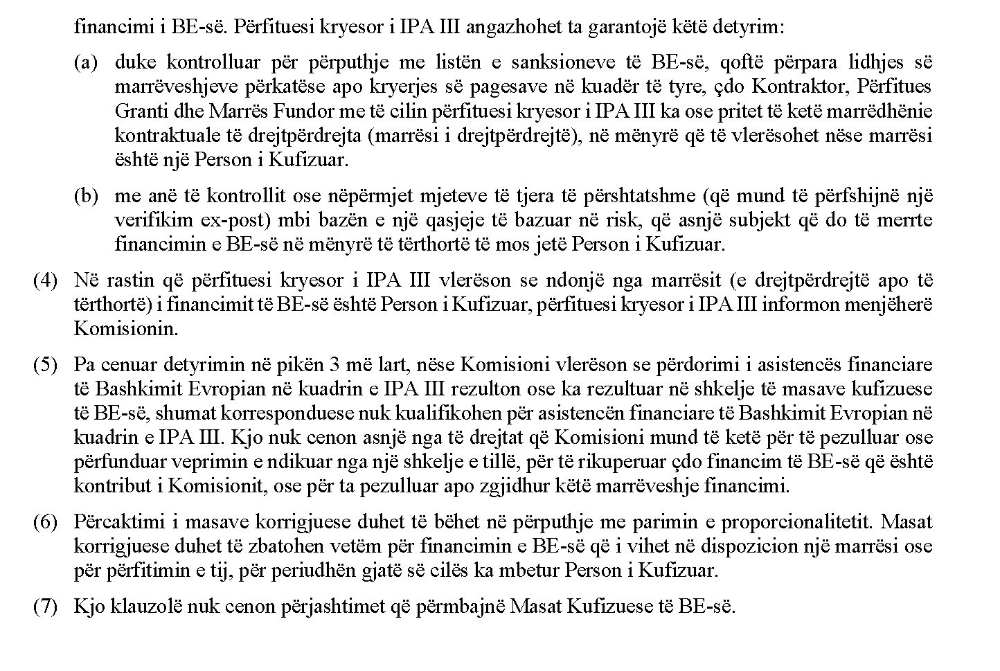 financimi i BE-së. Përfituesi kryesor i IPA III angazhohet ta garantojë këtë detyrim:
(a) duke kontrolluar për përputhje me listën e sanksioneve të BE-së, qoftë përpara lidhjes së
marrëveshjeve përkatëse apo kryerjes së pagesave në kuadër të tyre, çdo Kontraktor, Përfitues
Granti dhe Marrës Fundor me të cilin përfituesi kryesor i IPA III ka ose pritet të ketë marrëdhënie
kontraktuale të drejtpërdrejta (marrësi i drejtpërdrejtë), në mënyrë që të vlerësohet nëse marrësi
është një Person i Kufizuar.
(b) me anë të kontrollit ose nëpërmjet mjeteve të tjera të përshtatshme (që mund të përfshijnë një
verifikim ex-post) mbi bazën e një qasjeje të bazuar në risk, që asnjë subjekt që do të merrte
financimin e BE-së në mënyrë të tërthortë të mos jetë Person i Kufizuar.
(4) Në rastin që përfituesi kryesor i IPA III vlerëson se ndonjë nga marrësit (e drejtpërdrejtë apo të
tërthortë) i financimit të BE-së është Person i Kufizuar, përfituesi kryesor i IPA III informon menjëherë
Komisionin.
(5) Pa cenuar detyrimin në pikën 3 më lart, nëse Komisioni vlerëson se përdorimi i asistencës financiare
të Bashkimit Evropian në kuadrin e IPA III rezulton ose ka rezultuar në shkelje të masave kufizuese
të BE-së, shumat korresponduese nuk kualifikohen për asistencën financiare të Bashkimit Evropian në
kuadrin e IPA III. Kjo nuk cenon asnjë nga të drejtat që Komisioni mund të ketë për të pezulluar ose
përfunduar veprimin e ndikuar nga një shkelje e tillë, për të rikuperuar çdo financim të BE-së që është
kontribut i Komisionit, ose për ta pezulluar apo zgjidhur këtë marrëveshje financimi.
(6) Përcaktimi i masave korrigjuese duhet të bëhet në përputhje me parimin e proporcionalitetit. Masat
korrigjuese duhet të zbatohen vetëm për financimin e BE-së që i vihet në dispozicion një marrësi ose
për përfitimin e tij, për periudhën gjatë së cilës ka mbetur Person i Kufizuar.
(7) Kjo klauzolë nuk cenon përjashtimet që përmbajnë Masat Kufizuese të BE-së.